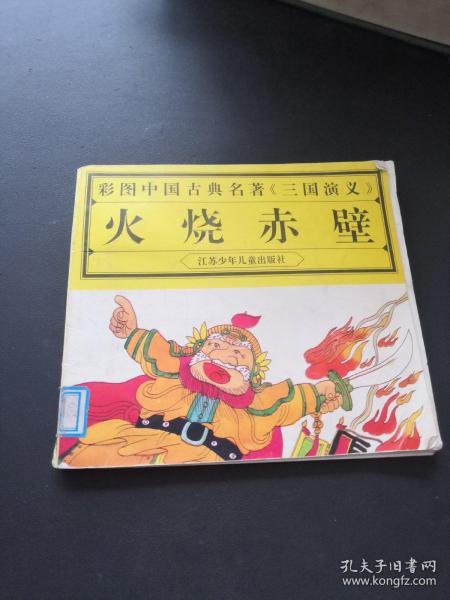 彩图中国古典名著《三国演义》
火烧赤壁
江苏少年儿童出版社
孔夫子旧书网
www.kongfz.com